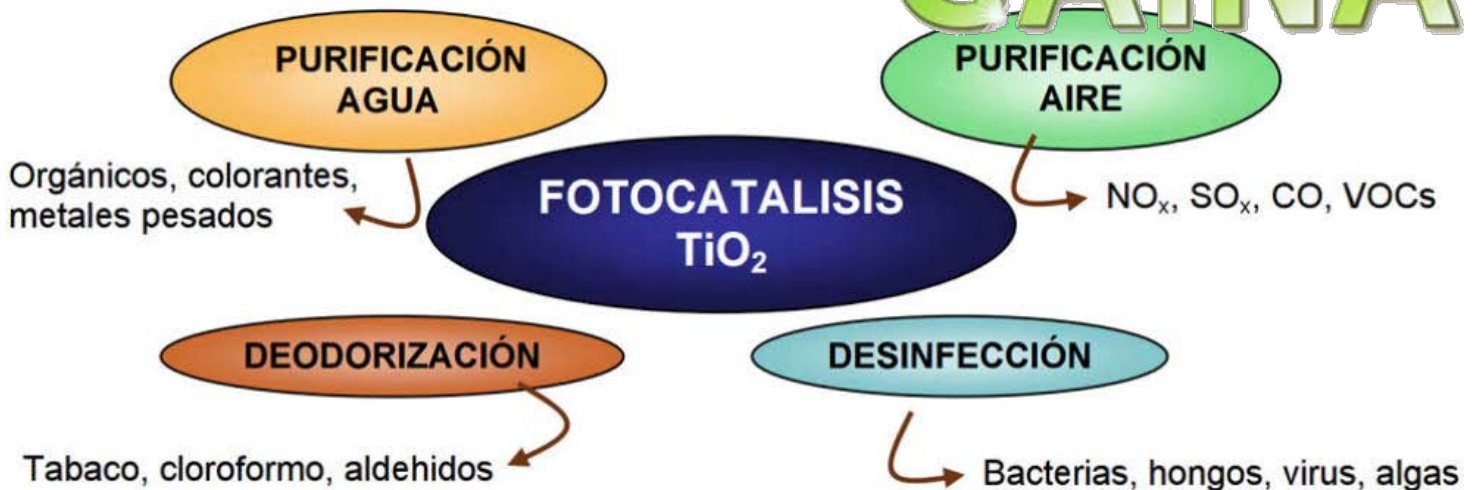 PURIFICACIÓN
AGUA
PURIFICACIÓN
AIRE
Orgánicos, colorantes,
metales pesados
FOTOCATALISIS
TiO₂
NOₓ, SOₓ, CO, VOCs
DEODORIZACIÓN
DESINFECCIÓN
Tabaco, cloroformo, aldehidos
Bacterias, hongos, virus, algas